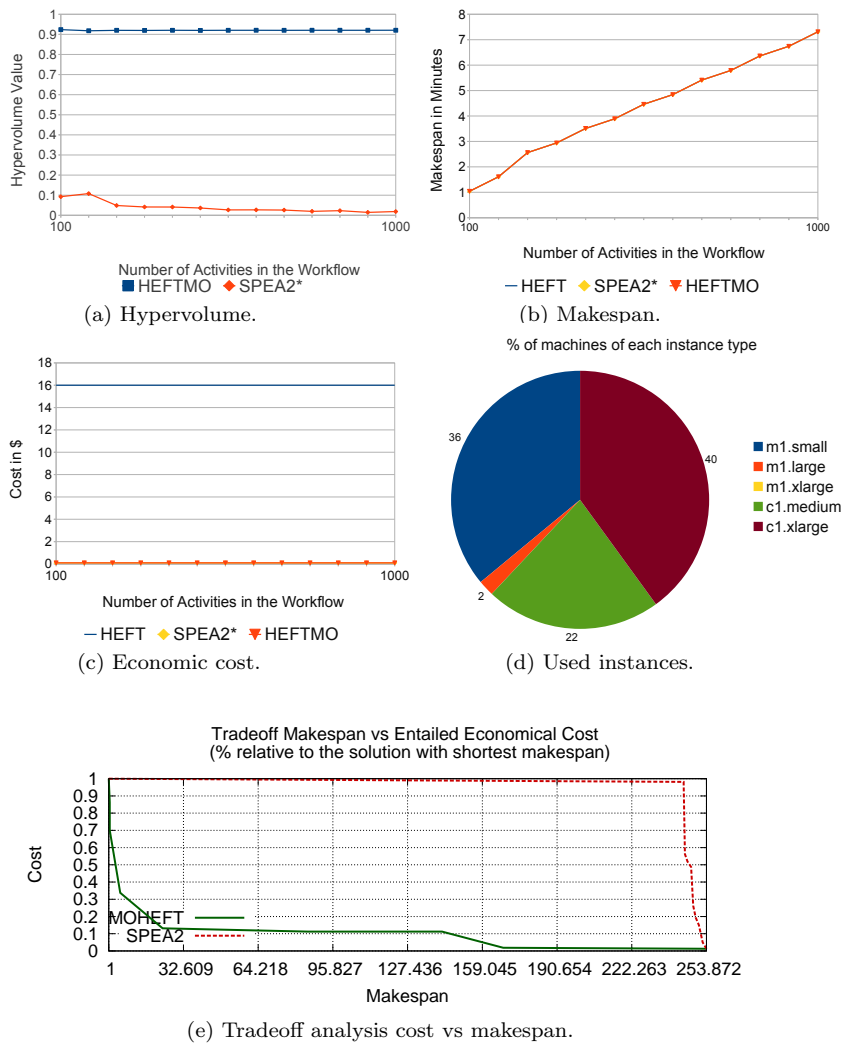 1
0.9
0.8
0.7
0.6
0.5
0.4
0.3
0.2
0.1
0
Hypervolume Value
100
1000
Number of Activities in the Workflow
HEFTMO
SPEA2*
(a) Hypervolume.
8
7
6
5
4
3
2
1
0
Makespan in Minutes
100
1000
Number of Activities in the Workflow
HEFT
SPEA2*
HEFTMO
(b) Makespan.
18
16
14
12
10
8
6
4
2
0
Cost in $
100
1000
Number of Activities in the Workflow
HEFT
SPEA2*
HEFTMO
(c) Economic cost.
% of machines of each instance type
36
40
2
22
m1.small
m1.large
m1.xlarge
c1.medium
c1.xlarge
(d) Used instances.
Tradeoff Makespan vs Entailed Economical Cost
(% relative to the solution with shortest makespan)
1
0.9
0.8
0.7
0.6
0.5
0.4
0.3
0.2
0.1
0
Cost
MOHEFT
SPEA2
1
32.609
64.218
95.827
127.436
159.045
190.654
222.263
253.872
Makespan
(e) Tradeoff analysis cost vs makespan.